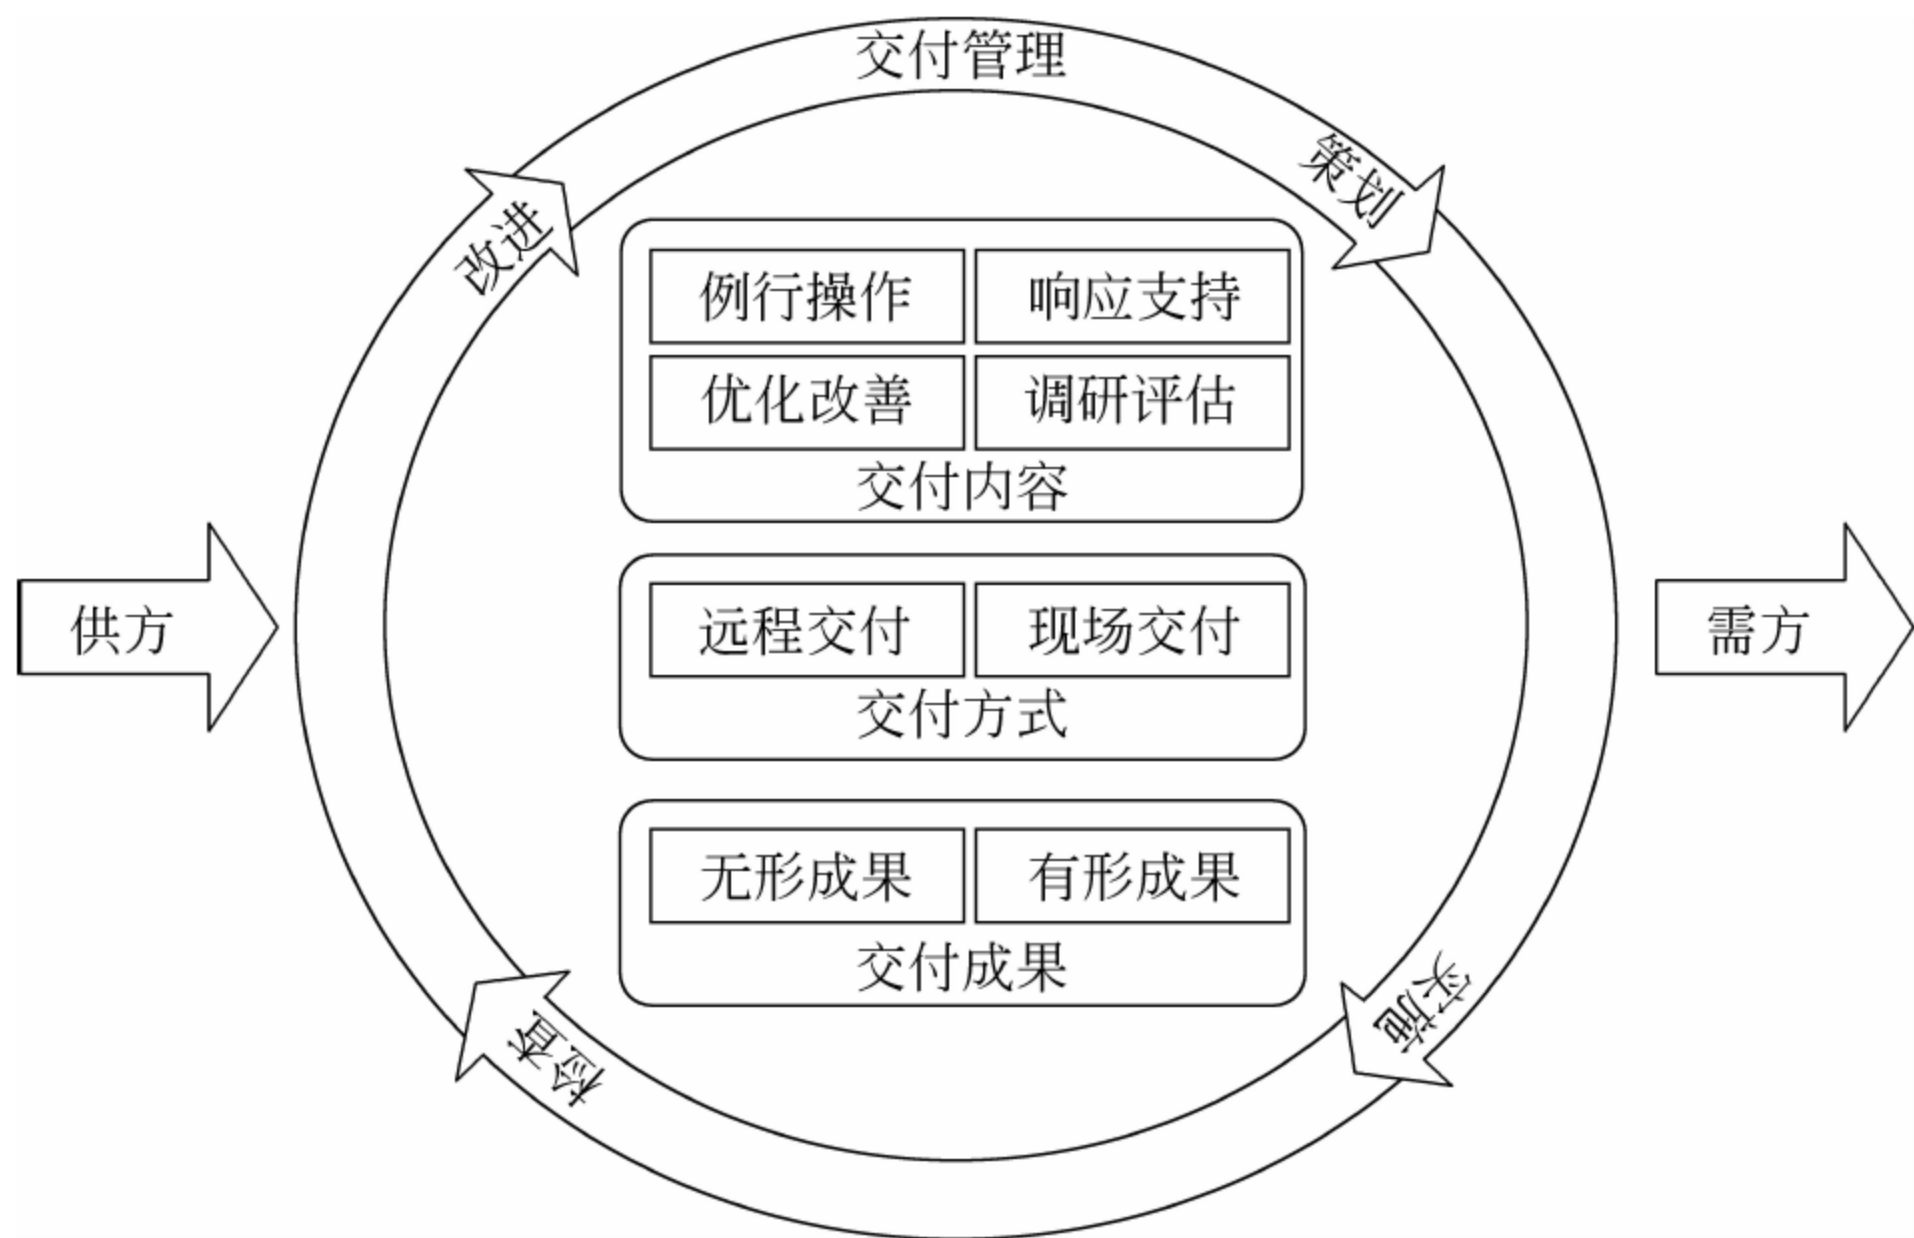 交付管理
策划
改进
例行操作
响应支持
优化改善
调研评估
交付内容
供方
远程交付
现场交付
交付方式
需方
无形成果
有形成果
交付成果
实施
检查